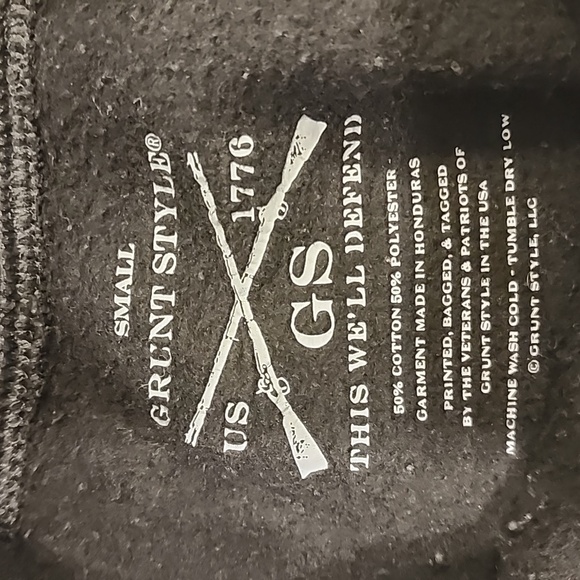 SMALL
GRUNT STYLE®
US 1776
GS
THIS WE'LL DEFEND
50% COTTON 50% POLYESTER -
GARMENT MADE IN HONDURAS
PRINTED, BAGGED, & TAGGED
BY THE VETERANS & PATRIOTS OF
GRUNT STYLE IN THE USA
MACHINE WASH COLD - TUMBLE DRY LOW
© GRUNT STYLE, LLC